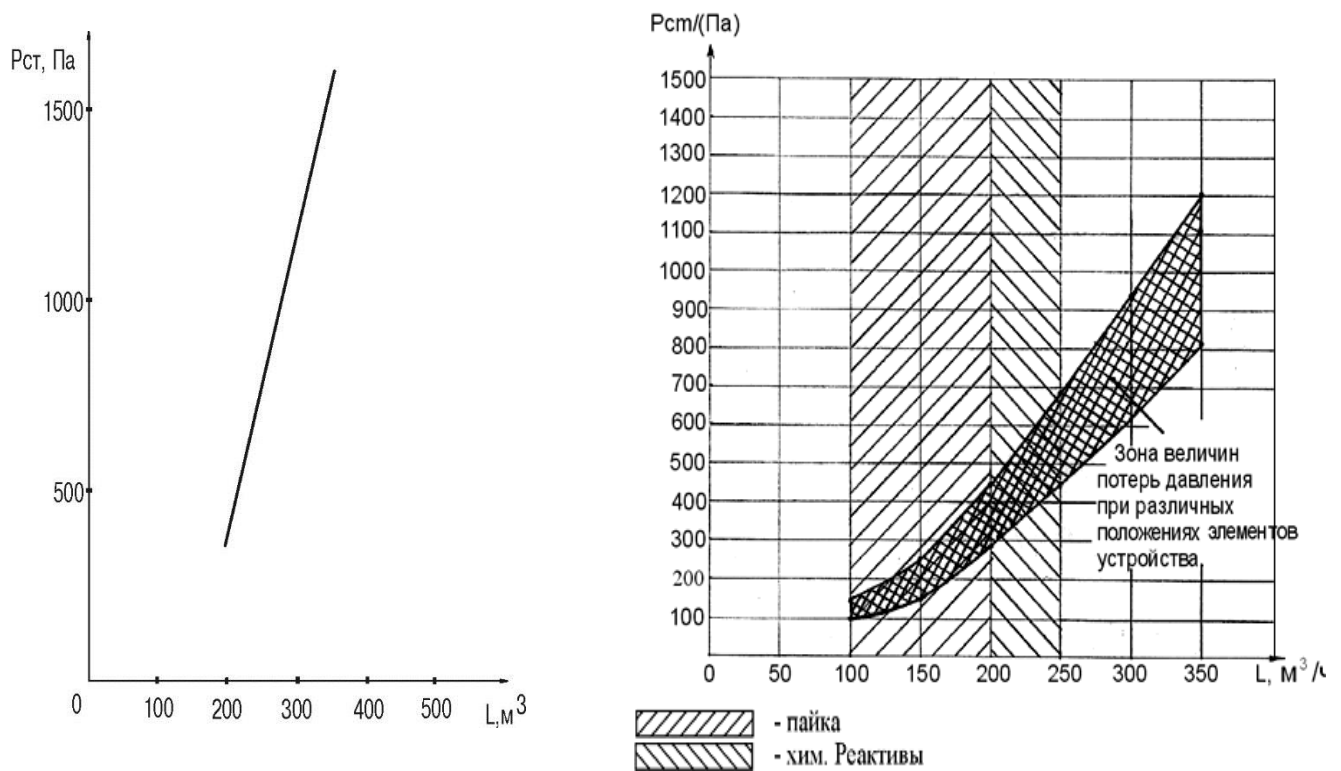 Рст, Па
1500
1000
500
0
100
200
300
400
500
L,м³
Рст/(Па)
1500
1400
1300
1200
1100
1000
900
800
700
600
500
400
300
200
100
0
100
150
200
250
300
350
L, м³/ч
Зона величин
потерь давления
при различных
положениях элементов
устройства
- пайка
- хим. Реактивы